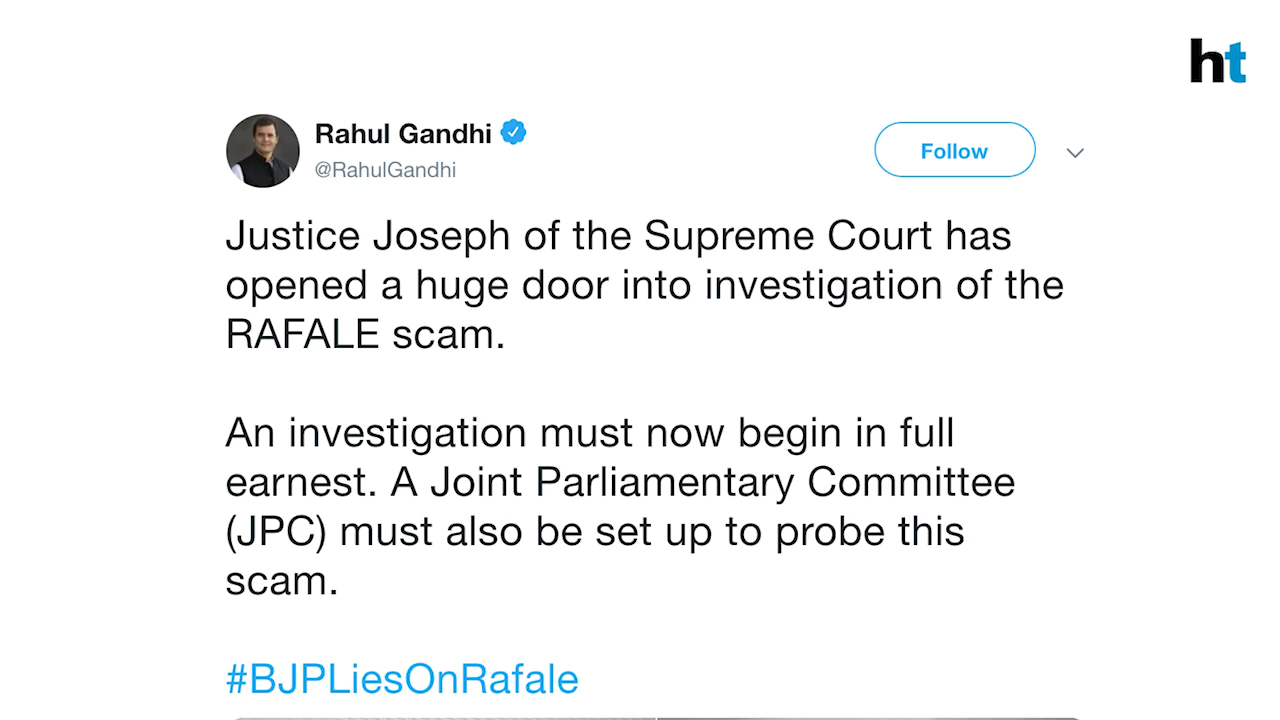 ht
Rahul Gandhi
@RahulGandhi
Follow
Justice Joseph of the Supreme Court has
opened a huge door into investigation of the
RAFALE scam.
An investigation must now begin in full
earnest. A Joint Parliamentary Committee
(JPC) must also be set up to probe this
scam.
#BJPLiesOnRafale